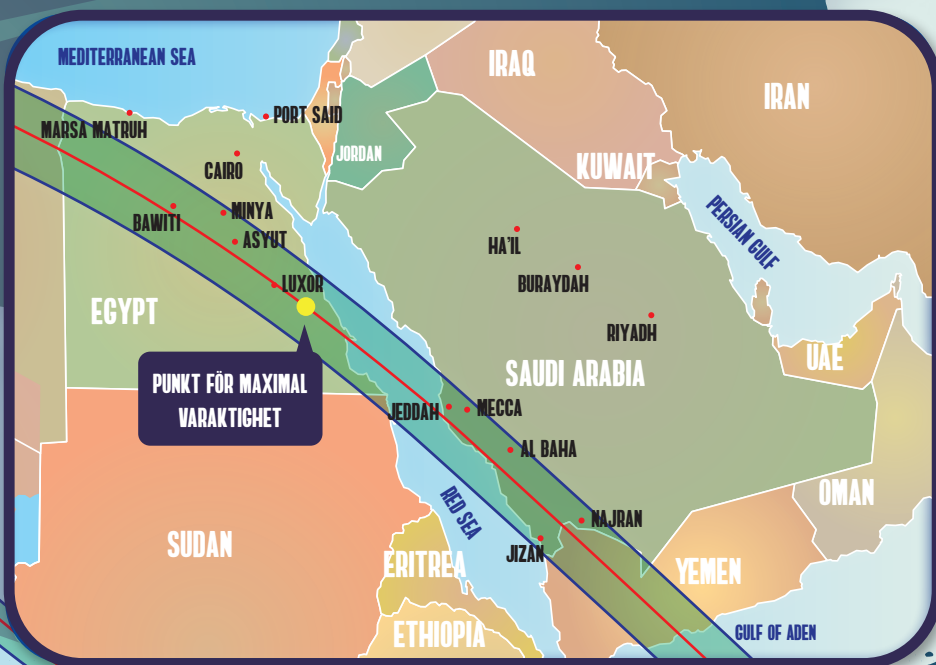 MEDITERRANEAN SEA
IRAQ
IRAN
PORT SAID
MARSA MATRUH
JORDAN
CAIRO
KUWAIT
PERSIAN GULF
MINYA
BAWITI
ASYUT
HA'IL
LUXOR
BURAYDAH
EGYPT
RIYADH
UAE
SAUDI ARABIA
PUNKT FÖR MAXIMAL
VARAKTIGHET
JEDDAH
MECCA
AL BAHA
OMAN
RED SEA
NAJRAN
SUDAN
JIZAN
ERITREA
YEMEN
ETHIOPIA
GULF OF ADEN